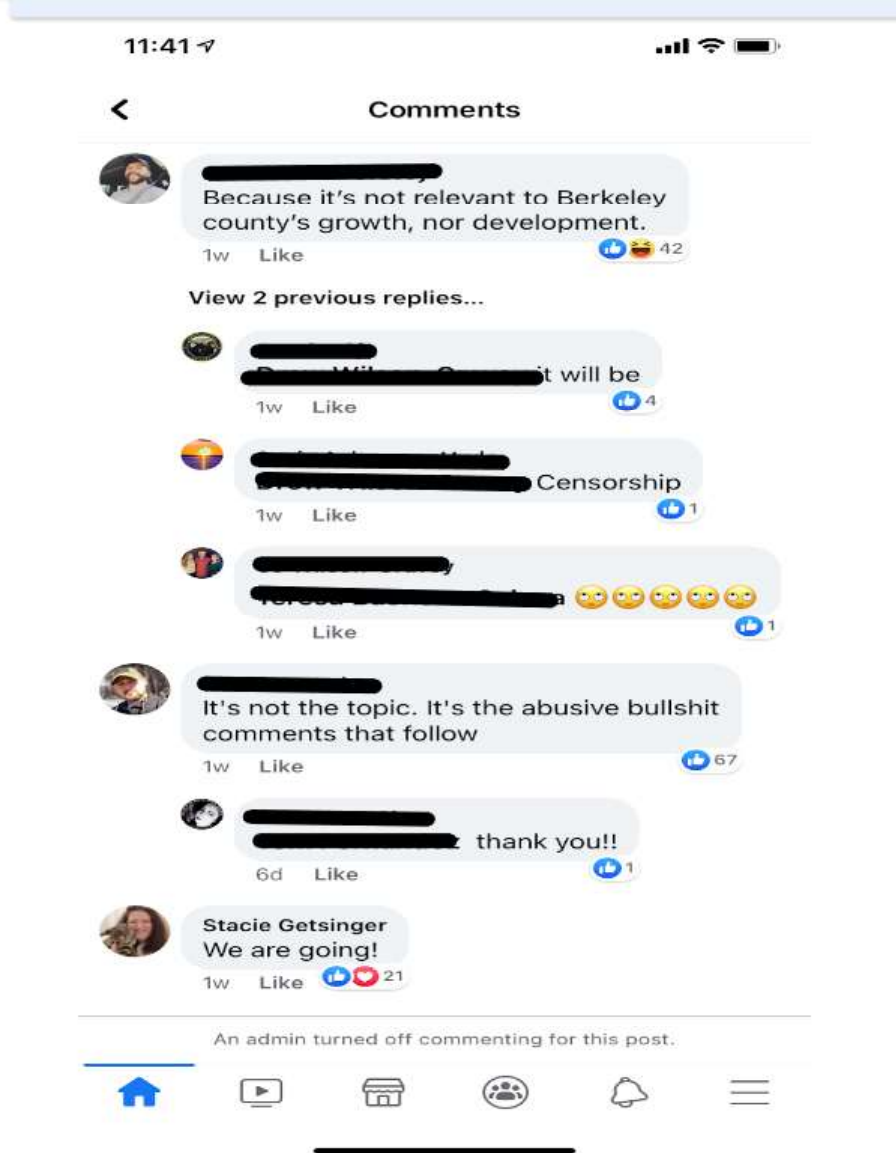 11:41
Comments
Because it's not relevant to Berkeley
county's growth, nor development.
1w Like
42
View 2 previous replies...
it will be
1w Like
4
Censorship
1w Like
1
1w Like
1
It's not the topic. It's the abusive bullshit
comments that follow
1w Like
67
thank you!!
6d Like
1
Stacie Getsinger
We are going!
1w Like 21
An admin turned off commenting for this post.